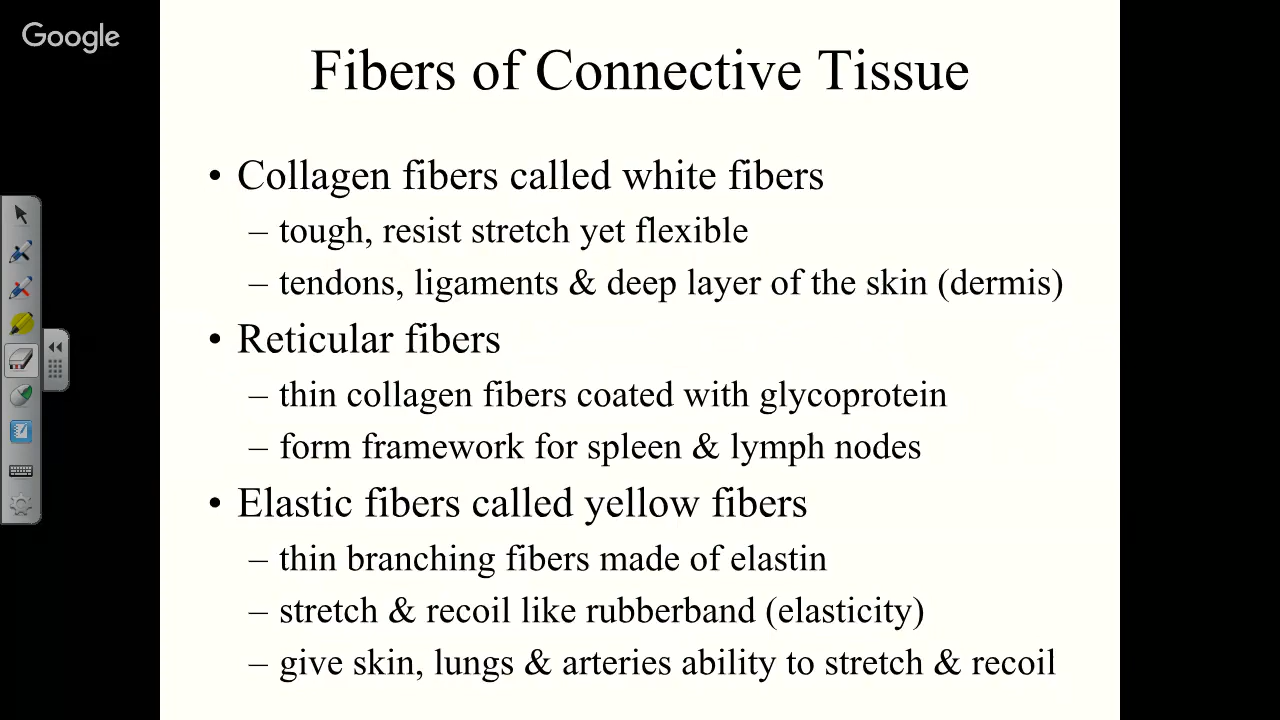 Google
Fibers of Connective Tissue
• Collagen fibers called white fibers
– tough, resist stretch yet flexible
– tendons, ligaments & deep layer of the skin (dermis)
• Reticular fibers
– thin collagen fibers coated with glycoprotein
– form framework for spleen & lymph nodes
• Elastic fibers called yellow fibers
– thin branching fibers made of elastin
– stretch & recoil like rubberband (elasticity)
– give skin, lungs & arteries ability to stretch & recoil